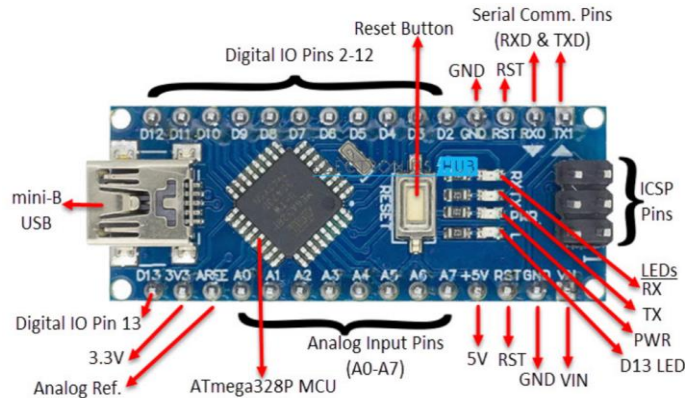 Reset Button
Serial Comm. Pins
(RXD & TXD)
Digital IO Pins 2-12
GND
RST
D12 D11 D10 D9 D8 D7 D6 D5 D4 D3 D2 GND RST RX0 TX1
HUB
RESET
mini-B
USB
ICSP
Pins
1
D13 3V3 AREF A0 A1 A2 A3 A4 A5 A6 A7 +5V RST GND VIN
LEDs
RX
TX
PWR
D13 LED
Digital IO Pin 13
3.3V
Analog Ref.
ATmega328P MCU
Analog Input Pins
(A0-A7)
5V
RST
GND
VIN